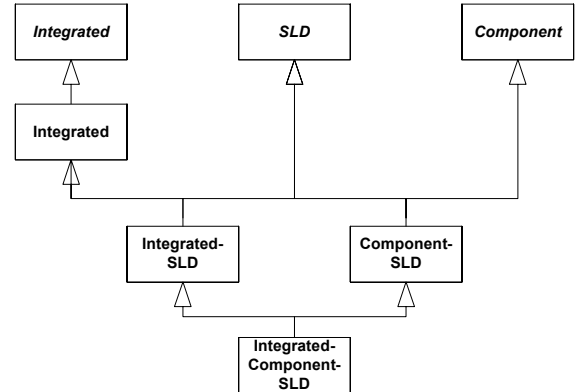 Integrated
SLD
Component
Integrated
Integrated-
SLD
Component-
SLD
Integrated-
Component-
SLD